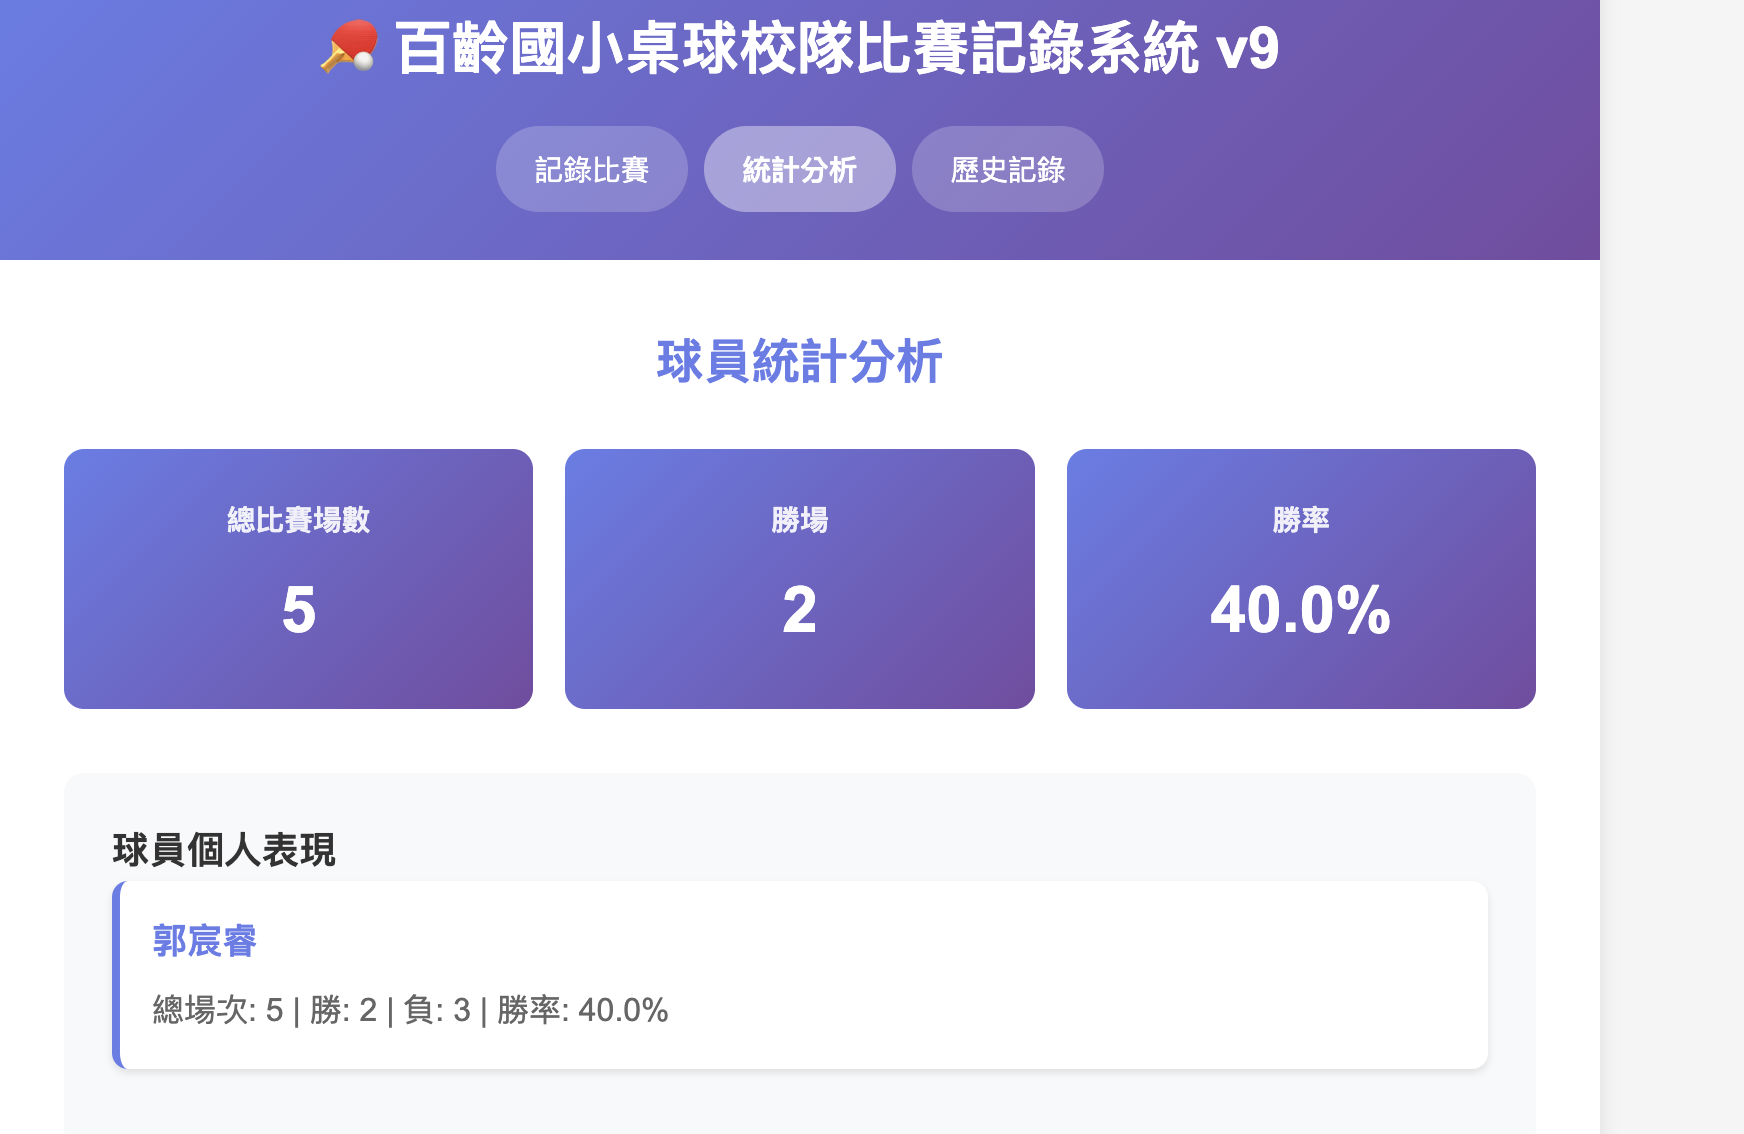 百齡國小桌球校隊比賽記錄系統 v9
記錄比賽
統計分析
歷史記錄
球員統計分析
總比賽場數
5
勝場
2
勝率
40.0%
球員個人表現
郭宸睿
總場次: 5 | 勝: 2 | 負: 3 | 勝率: 40.0%